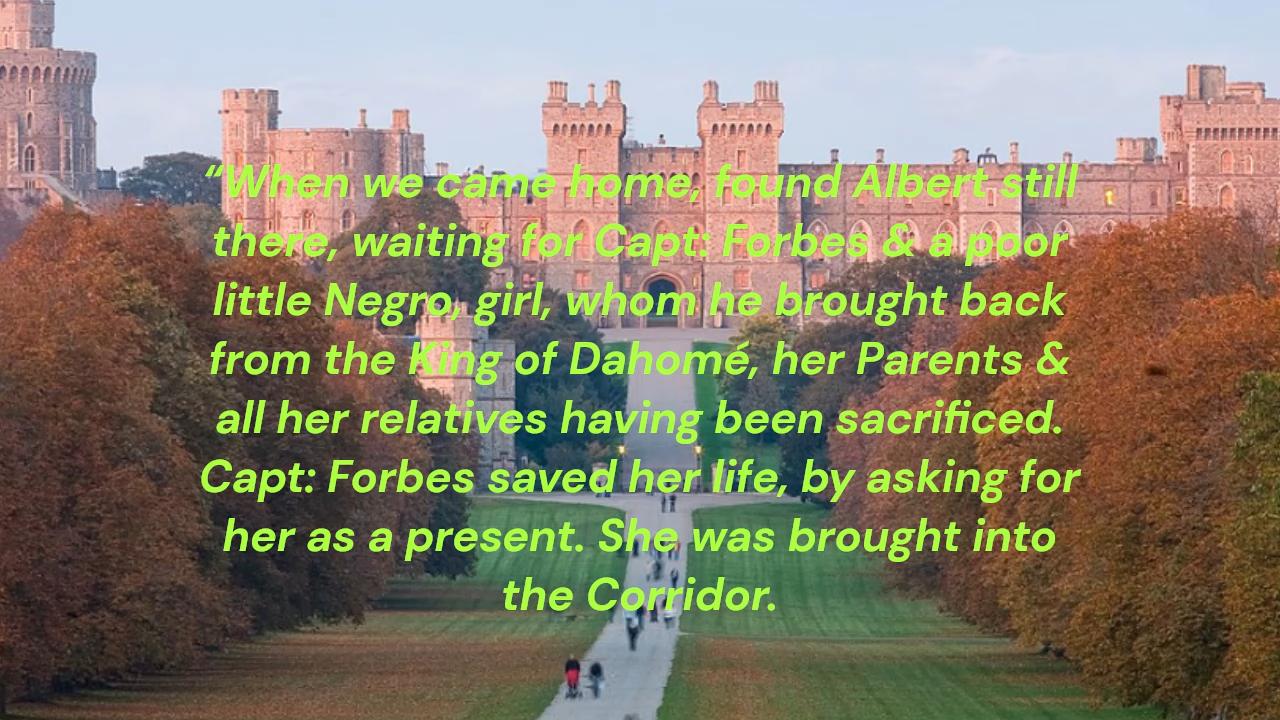 “When we came home, found Albert still
there, waiting for Capt: Forbes & a poor
little Negro, girl, whom he brought back
from the King of Dahomé, her Parents &
all her relatives having been sacrificed.
Capt: Forbes saved her life, by asking for
her as a present. She was brought into
the Corridor.